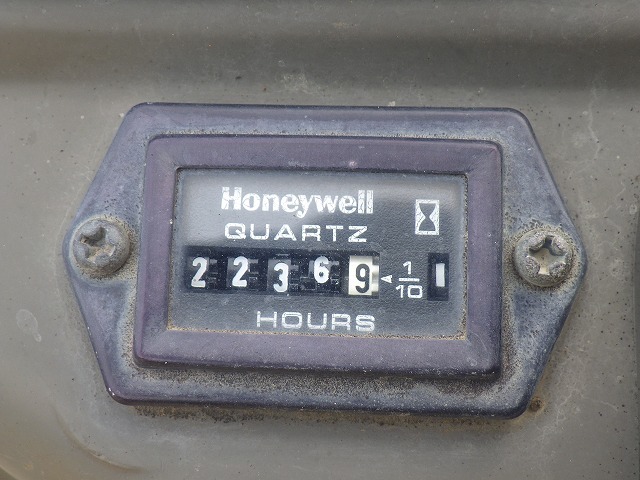 Honeywell
QUARTZ
2 2 3 6 9 1/10
HOURS